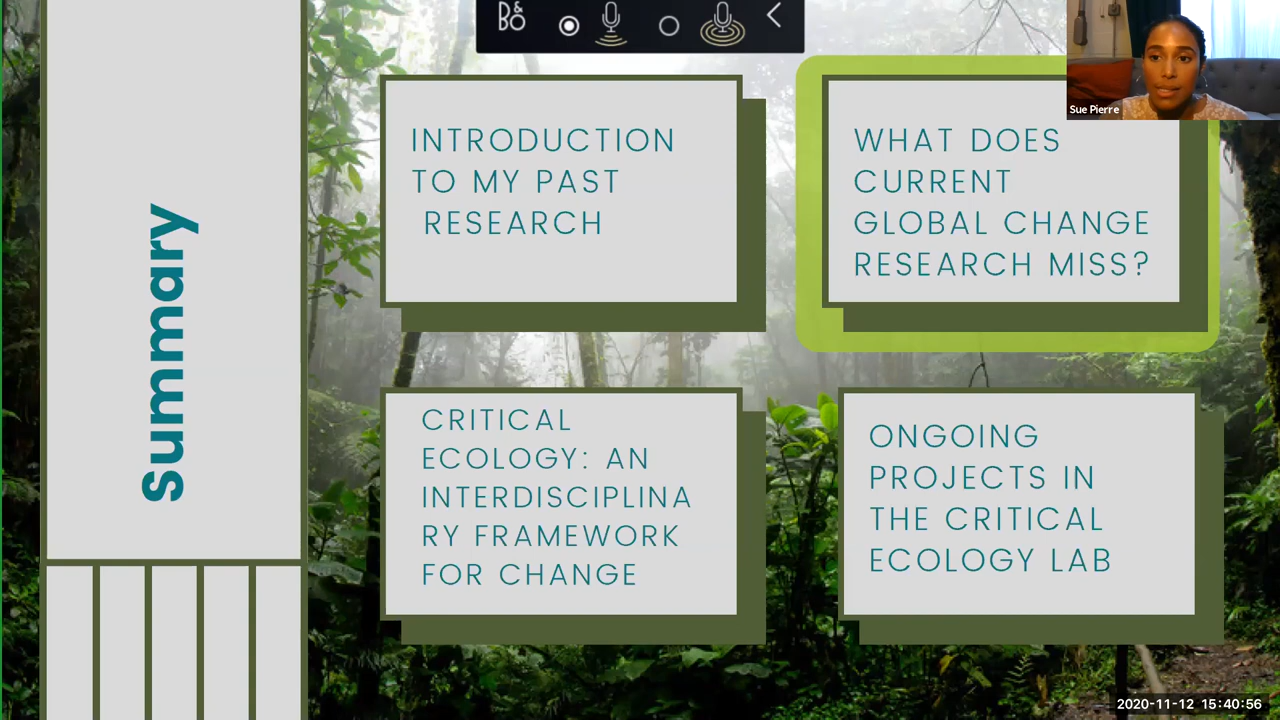 Summary
INTRODUCTION
TO MY PAST
RESEARCH
WHAT DOES
CURRENT
GLOBAL CHANGE
RESEARCH MISS?
CRITICAL
ECOLOGY: AN
INTERDISCIPLINA
RY FRAMEWORK
FOR CHANGE
ONGOING
PROJECTS IN
THE CRITICAL
ECOLOGY LAB
B&O
Sue Pierre
2020-11-12 15:40:56